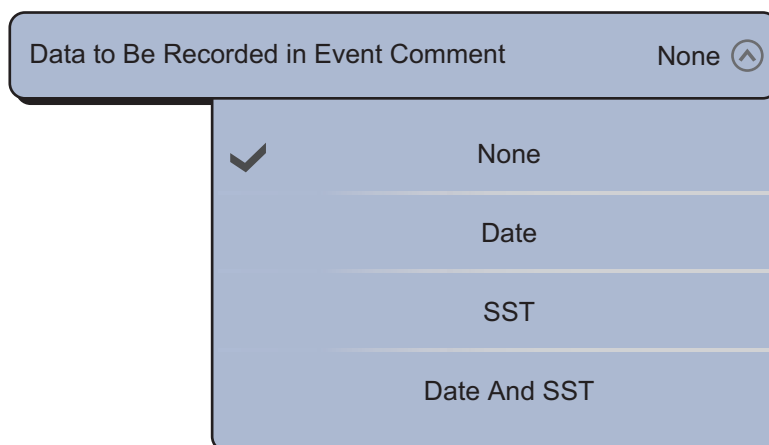 Data to Be Recorded in Event Comment None
None
Date
SST
Date And SST